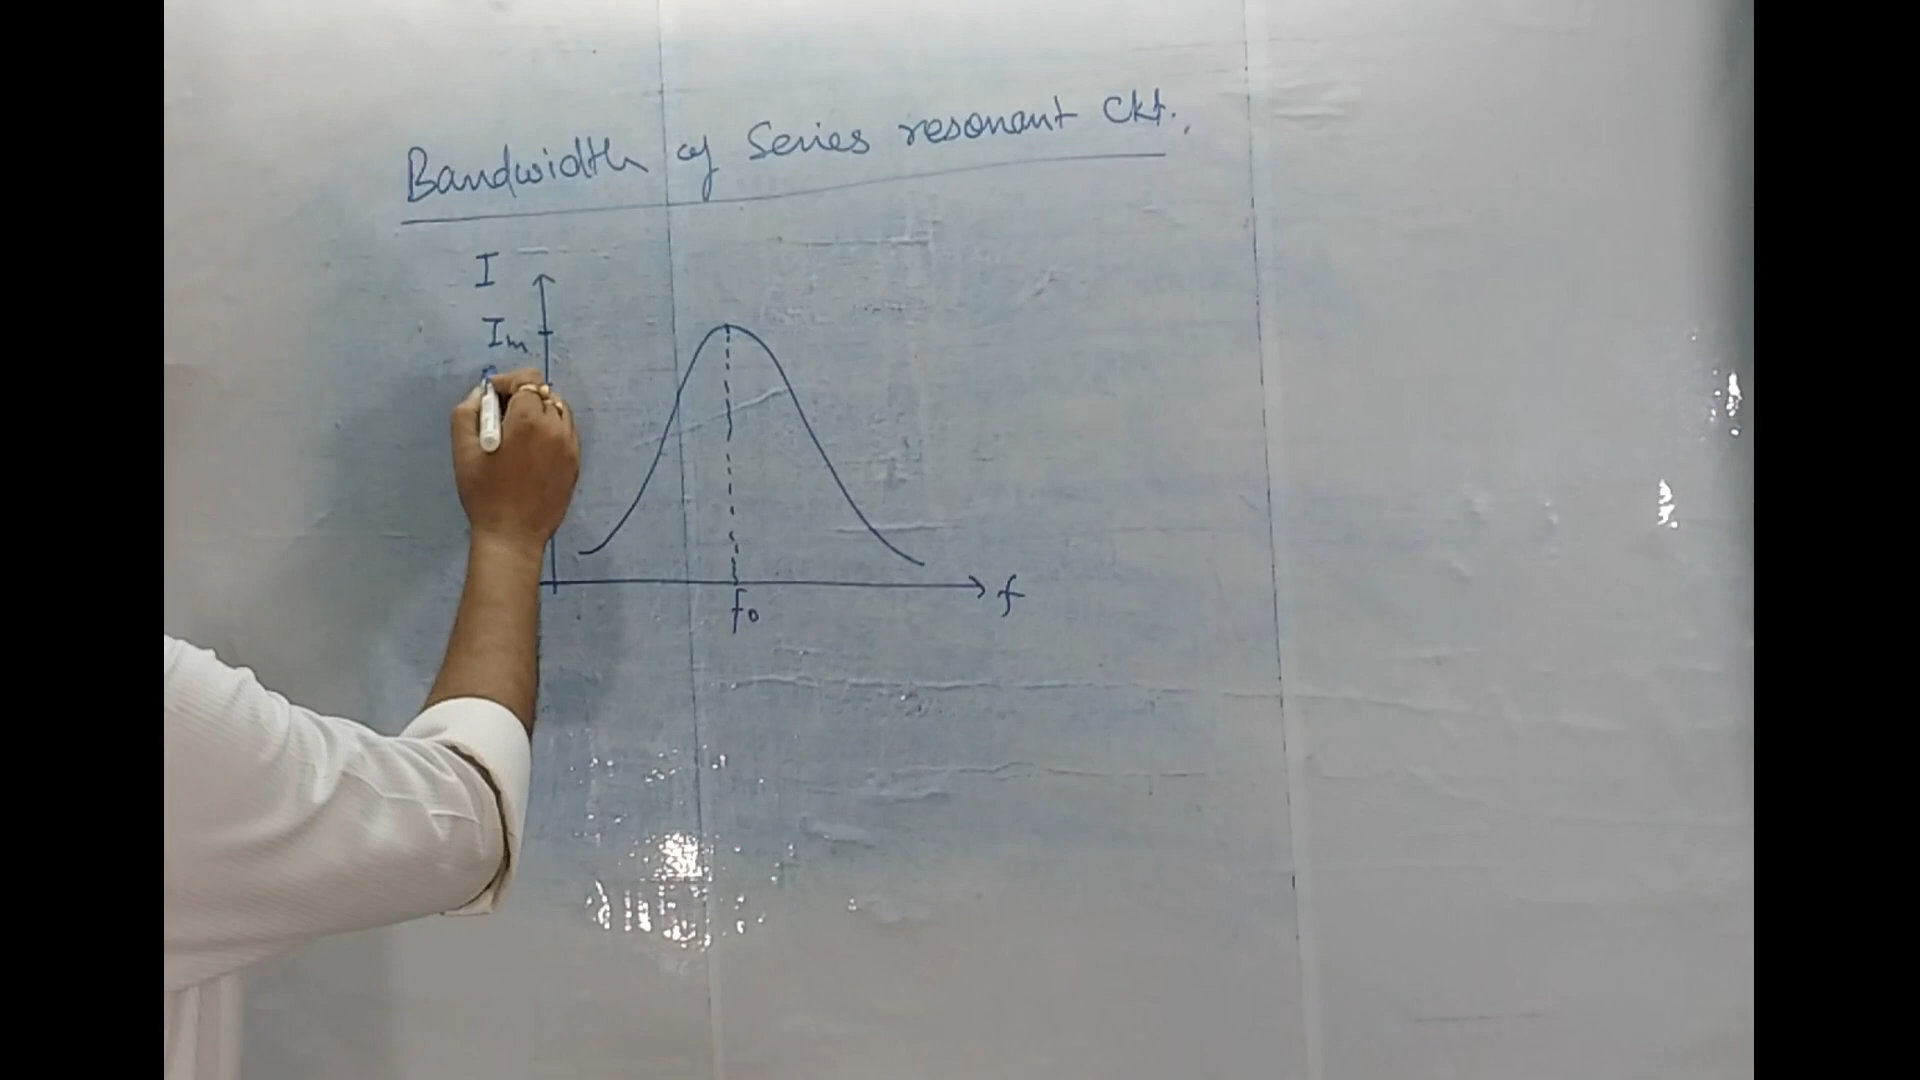 Bandwidth of Series resonant Ckt.
I
Im
f
f0